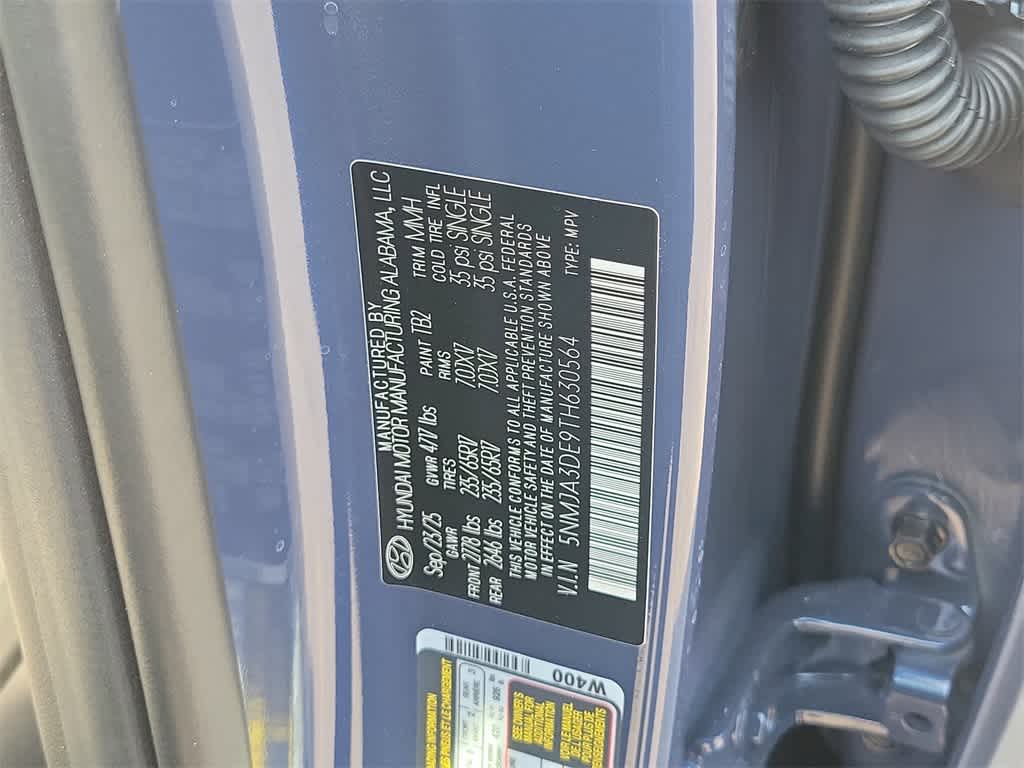 MANUFACTURED BY
HYUNDAI MOTOR MANUFACTURING ALABAMA, LLC
Sep/23/25 PAINT TB2 TRIM MMH
GAWR GVWR 4717 lbs TIRES RIMS COLD TIRE INFL
FRONT 2778 lbs 235/65R17 7.0JX17 35 psi SINGLE
REAR 2646 lbs 235/65R17 7.0JX17 35 psi SINGLE
THIS VEHICLE CONFORMS TO ALL APPLICABLE U.S.A. FEDERAL
MOTOR VEHICLE SAFETY AND THEFT PREVENTION STANDARDS
IN EFFECT ON THE DATE OF MANUFACTURE SHOWN ABOVE
V.I.N 5NMJA3DE9TH630564 TYPE: MPV
W400